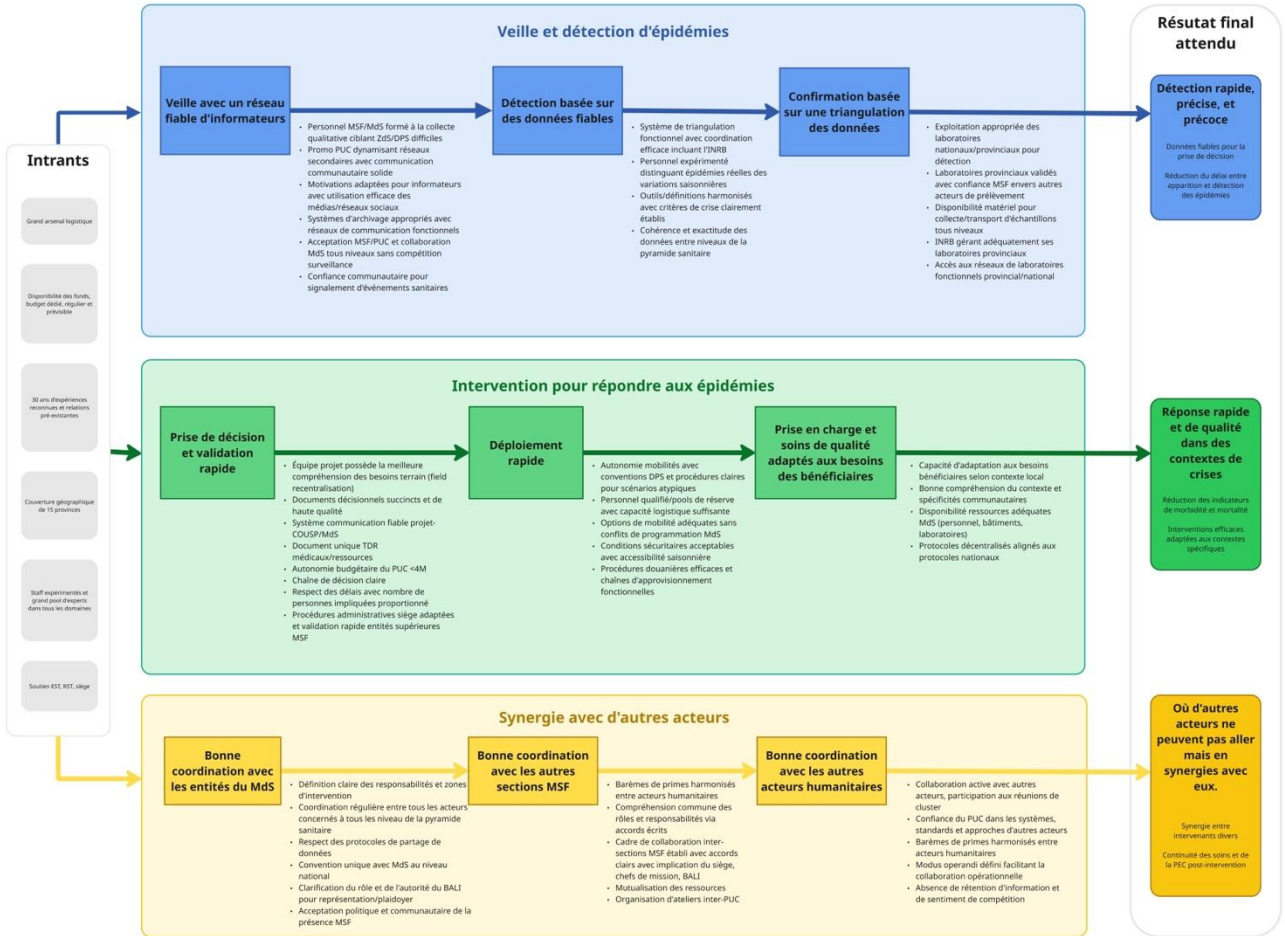 Intrants
Grand arsenal logistique
Disponibilité des fonds,
budget dédié, régulier et
prévisible
30 ans d'expériences
reconnues et relations
pré-existantes
Couverture géographique
de 15 provinces
Staff expérimentés et
grand pool d'experts
dans tous les domaines
Soutien EST, RST, siège
Veille et détection d'épidémies
Veille avec un réseau
fiable d'informateurs
• Personnel MSF/MdS formé à la collecte
qualitative ciblant ZdS/DPS difficiles
• Promo PUC dynamisant réseaux
secondaires avec communication
communautaire solide
• Motivations adaptées pour informateurs
avec utilisation efficace des
médias/réseaux sociaux
• Systèmes d'archivage appropriés avec
réseaux de communication fonctionnels
• Acceptation MSF/PUC et collaboration
MdS tous niveaux sans compétition
surveillance
• Confiance communautaire pour
signalement d'événements sanitaires
Détection basée sur
des données fiables
• Système de triangulation
fonctionnel avec coordination
efficace incluant l'INRB
• Personnel expérimenté
distinguant épidémies réelles des
variations saisonnières
• Outils/définitions harmonisés
avec critères de crise clairement
établis
• Cohérence et exactitude des
données entre niveaux de la
pyramide sanitaire
Confirmation basée
sur une triangulation
des données
• Exploitation appropriée des
laboratoires
nationaux/provinciaux pour
détection
• Laboratoires provinciaux validés
avec confiance MSF envers autres
acteurs de prélèvement
• Disponibilité matériel pour
collecte/transport d'échantillons
tous niveaux
• INRB gérant adéquatement ses
laboratoires provinciaux
• Accès aux réseaux de laboratoires
fonctionnels provincial/national
Intervention pour répondre aux épidémies
Prise de décision
et validation
rapide
• Équipe projet possède la meilleure
compréhension des besoins terrain (field
recentralisation)
• Documents décisionnels succincts et de
haute qualité
• Système communication fiable projet-
COUSP/MdS
• Document unique TDR
médicaux/ressources
• Autonomie budgétaire du PUC <4M
• Chaîne de décision claire
• Respect des délais avec nombre de
personnes impliquées proportionné
• Procédures administratives siège adaptées
et validation rapide entités supérieures
MSF
Déploiement
rapide
• Autonomie mobilités avec
conventions DPS et procédures claires
pour scénarios atypiques
• Personnel qualifié/pools de réserve
avec capacité logistique suffisante
• Options de mobilité adéquates sans
conflits de programmation MdS
• Conditions sécuritaires acceptables
avec accessibilité saisonnière
• Procédures douanières efficaces et
chaînes d'approvisionnement
fonctionnelles
Prise en charge et
soins de qualité
adaptés aux besoins
des bénéficiaires
• Capacité d'adaptation aux besoins
bénéficiaires selon contexte local
• Bonne compréhension du contexte et
spécificités communautaires
• Disponibilité ressources adéquates
MdS (personnel, bâtiments,
laboratoires)
• Protocoles décentralisés alignés aux
protocoles nationaux
Synergie avec d'autres acteurs
Bonne
coordination avec
les entités du MdS
• Définition claire des responsabilités et zones
d'intervention
• Coordination régulière entre tous les acteurs
concernés à tous les niveau de la pyramide
sanitaire
• Respect des protocoles de partage de
données
• Convention unique avec MdS au niveau
national
• Clarification du rôle et de l'autorité du BALI
pour représentation/plaidoyer
• Acceptation politique et communautaire de la
présence MSF
Bonne coordination
avec les autres
sections MSF
• Barèmes de primes harmonisés
entre acteurs humanitaires
• Compréhension commune des
rôles et responsabilités via
accords écrits
• Cadre de collaboration inter-
sections MSF établi avec accords
clairs avec implication du siège,
chefs de mission, BALI
• Mutualisation des ressources
• Organisation d'ateliers inter-PUC
Bonne coordination
avec les autres
acteurs humanitaires
• Collaboration active avec autres
acteurs, participation aux réunions de
cluster
• Confiance du PUC dans les systèmes,
standards et approches d'autres acteurs
• Barèmes de primes harmonisés entre
acteurs humanitaires
• Modus operandi défini facilitant la
collaboration opérationnelle
• Absence de rétention d'information et
de sentiment de compétition
Résutat final
attendu
Détection rapide,
précise, et
précoce
Données fiables pour la
prise de décision
Réduction du délai entre
apparition et détection
des épidémies
Réponse rapide
et de qualité
dans des
contextes de
crises
Réduction des indicateurs
de morbidité et mortalité
Interventions efficaces
adaptées aux contextes
spécifiques
Où d'autres
acteurs ne
peuvent pas aller
mais en
synergies avec
eux.
Synergie entre
intervenants divers
Continuité des soins et de
la PEC post-intervention